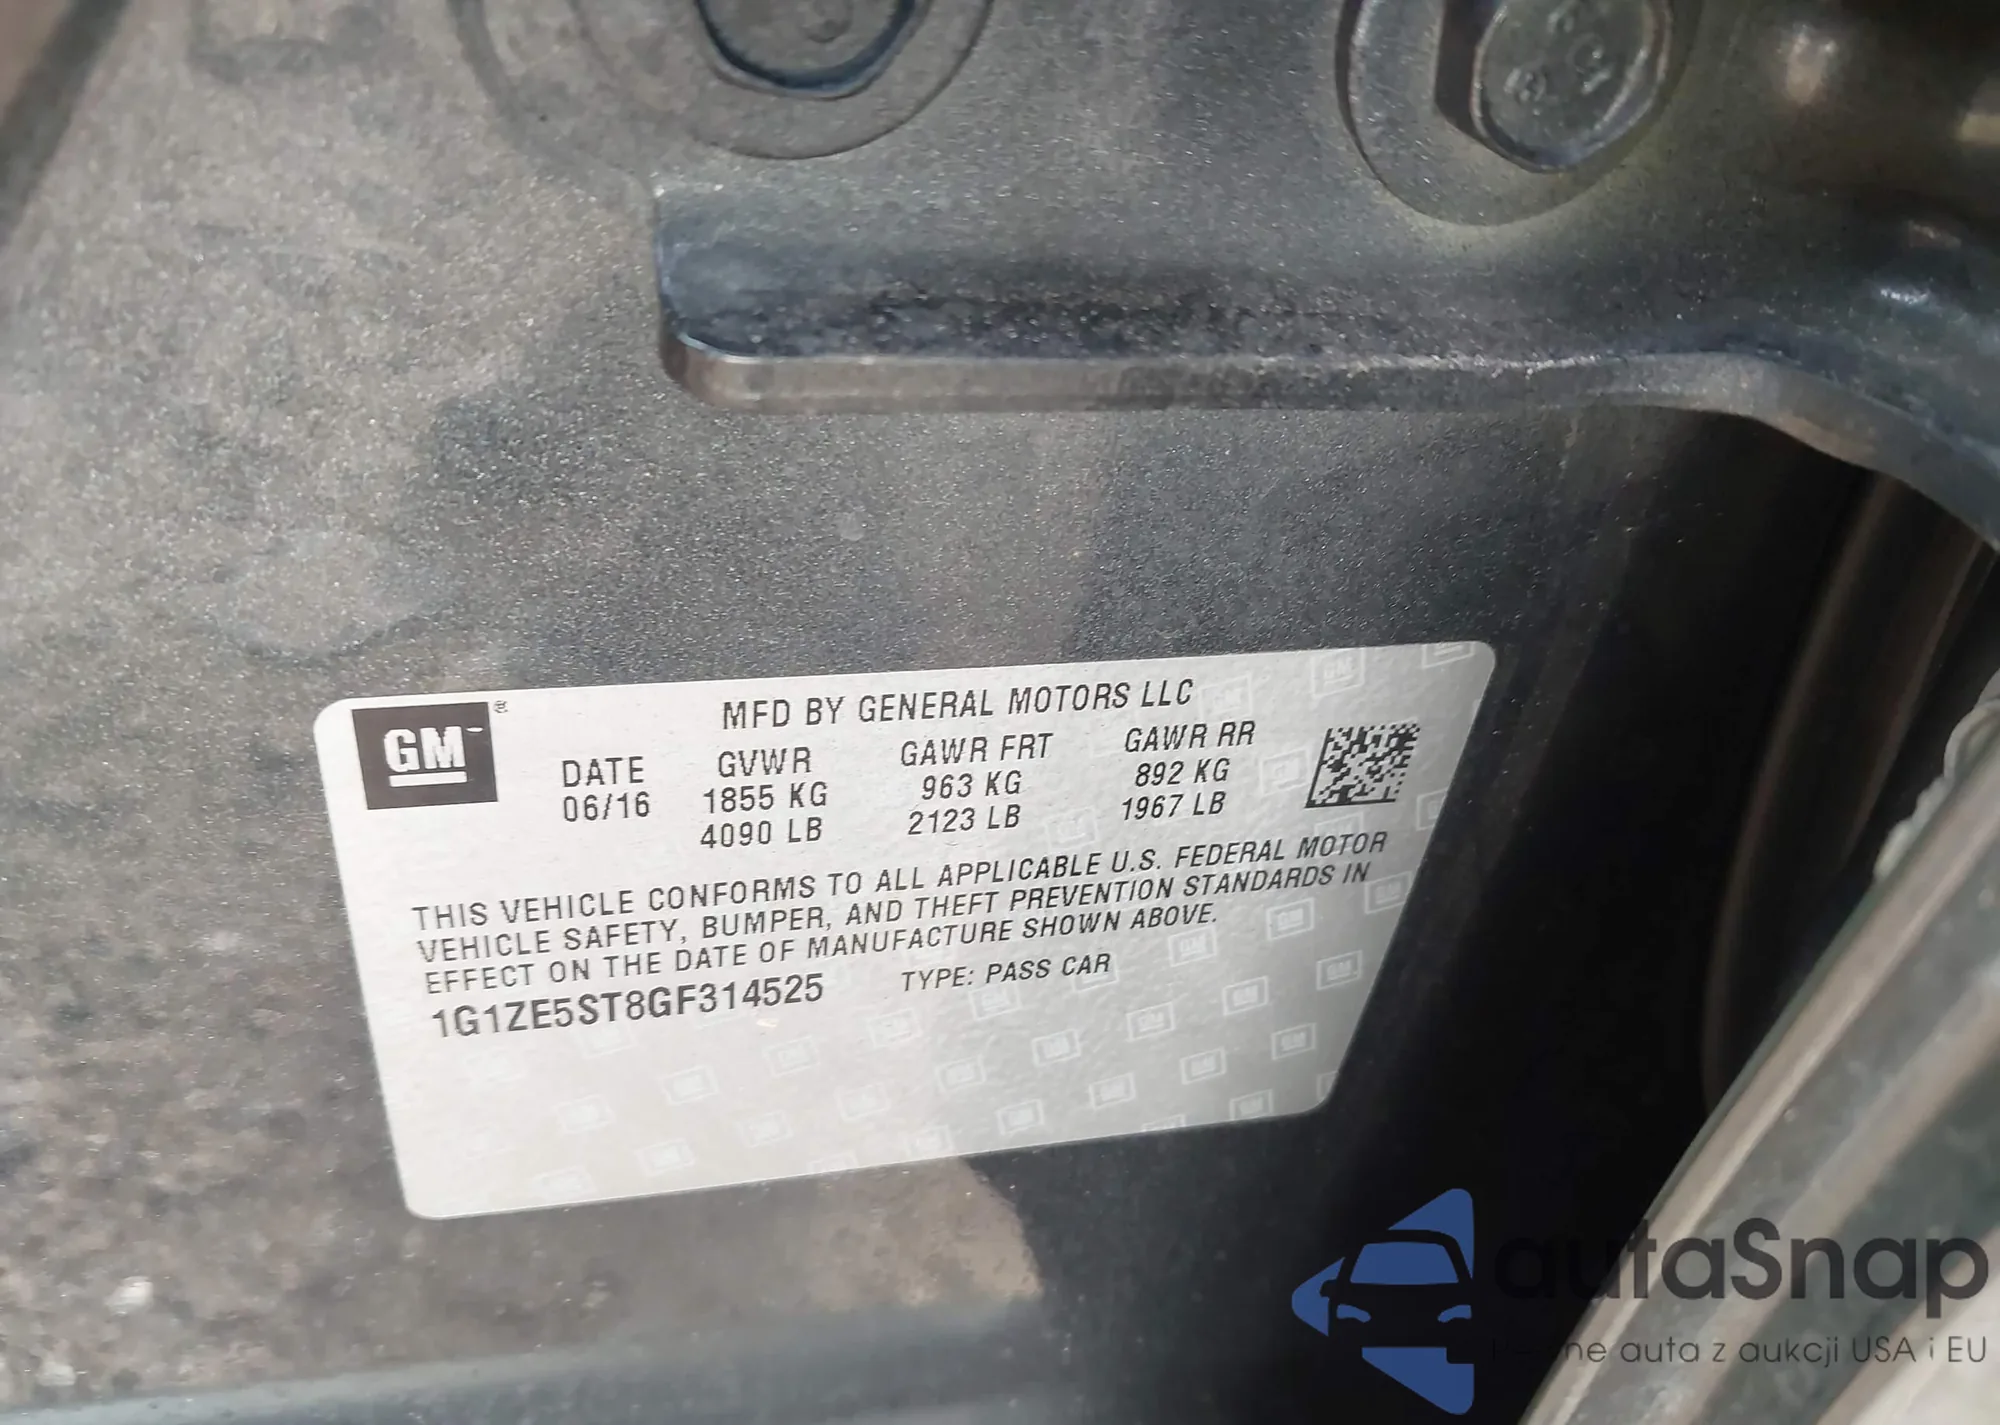 GM
MFD BY GENERAL MOTORS LLC
DATE GVWR GAWR FRT GAWR RR
06/16 1855 KG 963 KG 892 KG
4090 LB 2123 LB 1967 LB
THIS VEHICLE CONFORMS TO ALL APPLICABLE U.S. FEDERAL MOTOR
VEHICLE SAFETY, BUMPER, AND THEFT PREVENTION STANDARDS IN
EFFECT ON THE DATE OF MANUFACTURE SHOWN ABOVE.
1G1ZE5ST8GF314525 TYPE: PASS CAR
autaSnap
auta z aukcji USA i EU